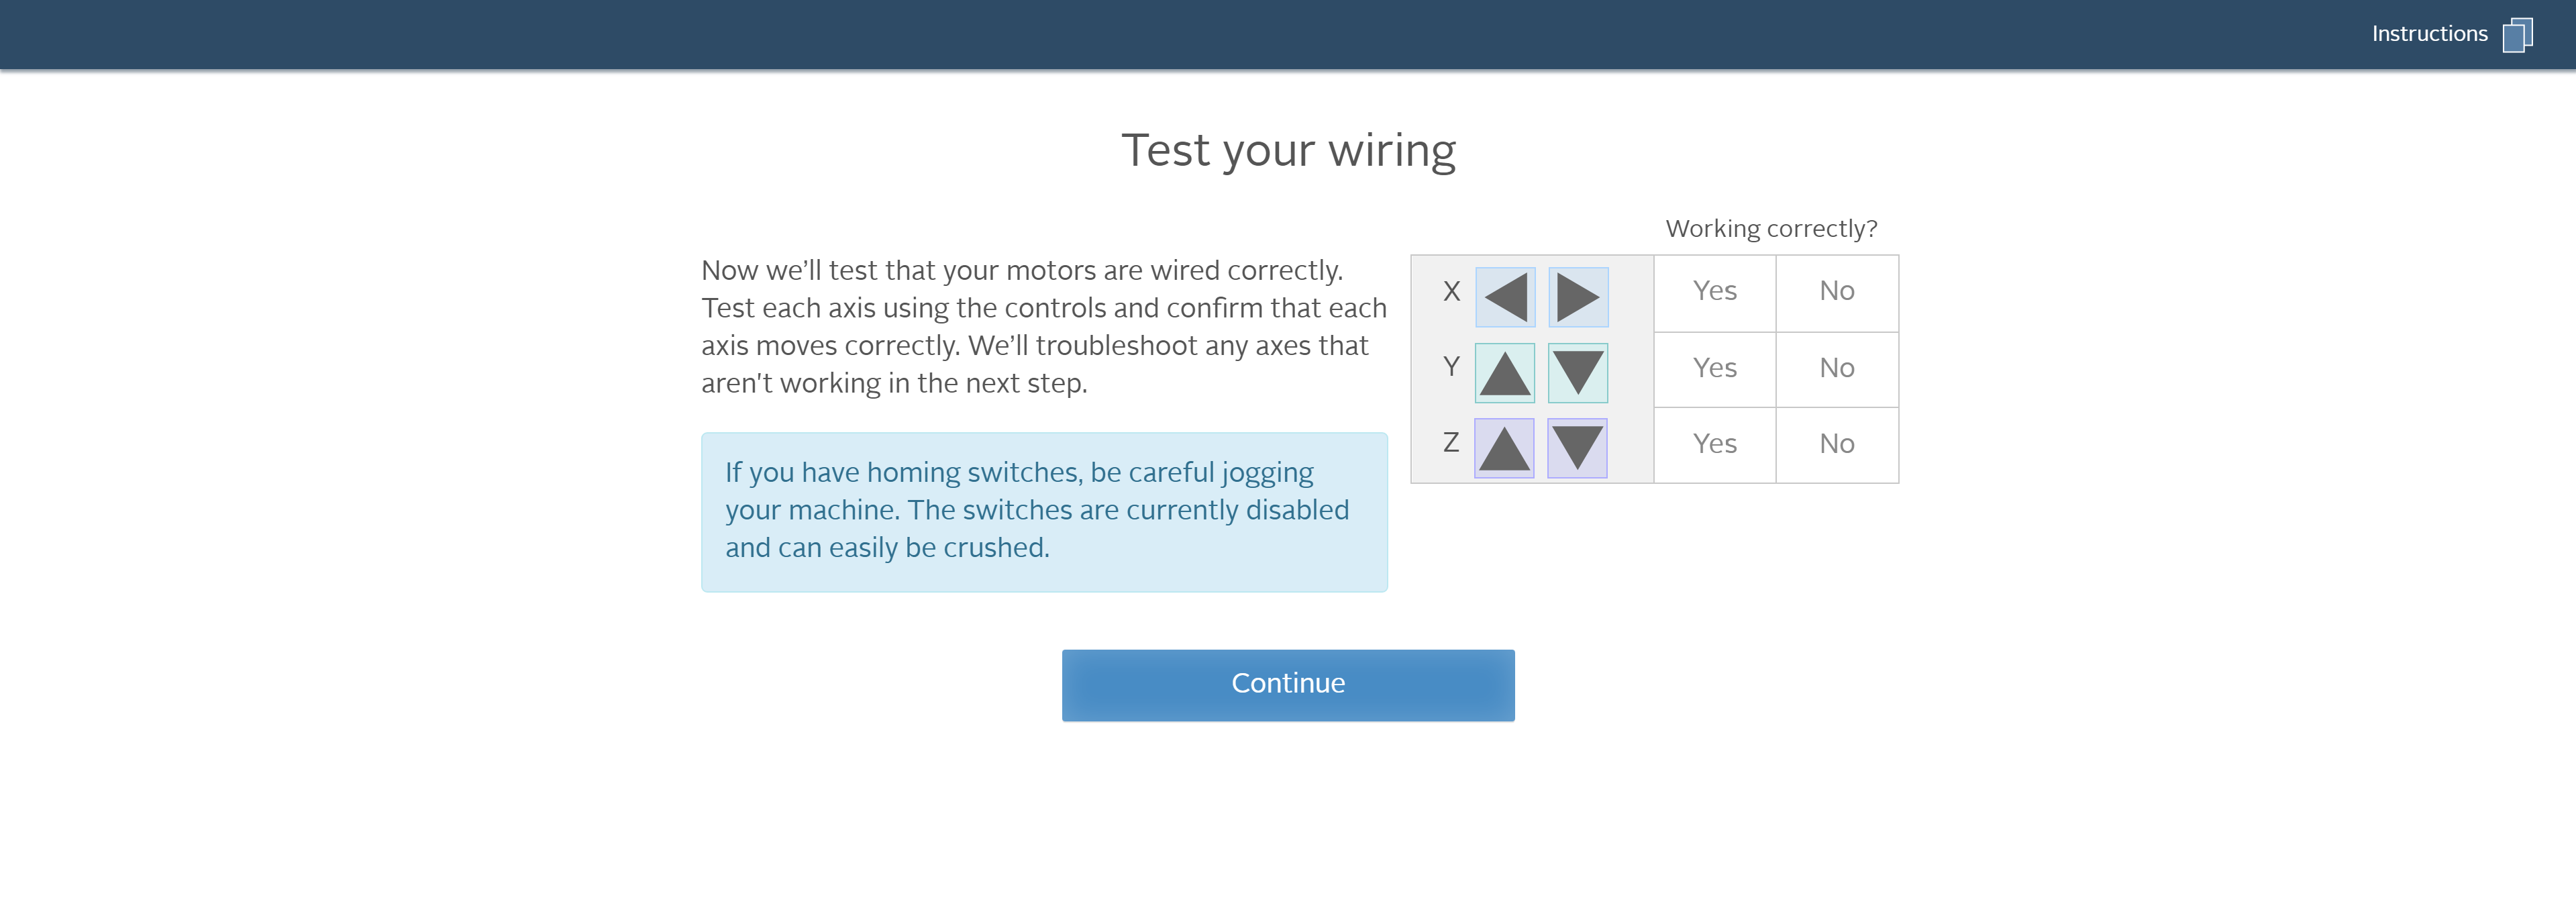 Instructions
Test your wiring
Now we’ll test that your motors are wired correctly.
Test each axis using the controls and confirm that each
axis moves correctly. We’ll troubleshoot any axes that
aren't working in the next step.
If you have homing switches, be careful jogging
your machine. The switches are currently disabled
and can easily be crushed.
Working correctly?
X Yes No
Y Yes No
Z Yes No
Continue